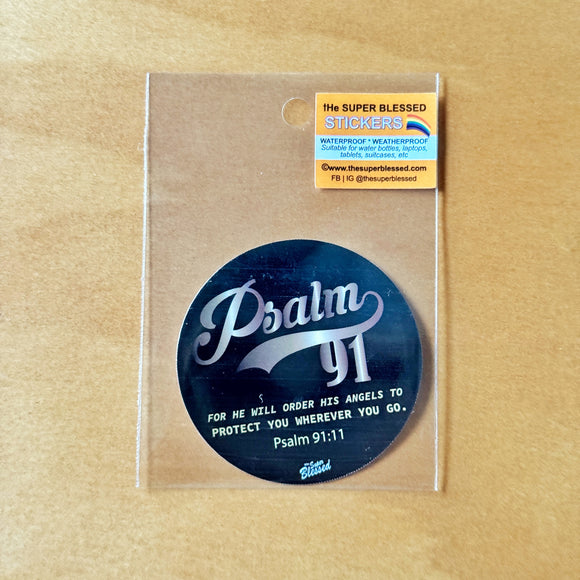 tHe SUPER BLESSED
STICKERS
WATERPROOF * WEATHERPROOF
Suitable for water bottles, laptops,
tablets, suitcases, etc
©www.thesuperblessed.com
FB | IG @thesuperblessed
Psalm
91
FOR HE WILL ORDER HIS ANGELS TO
PROTECT YOU WHEREVER YOU GO.
Psalm 91:11
the Super
Blessed